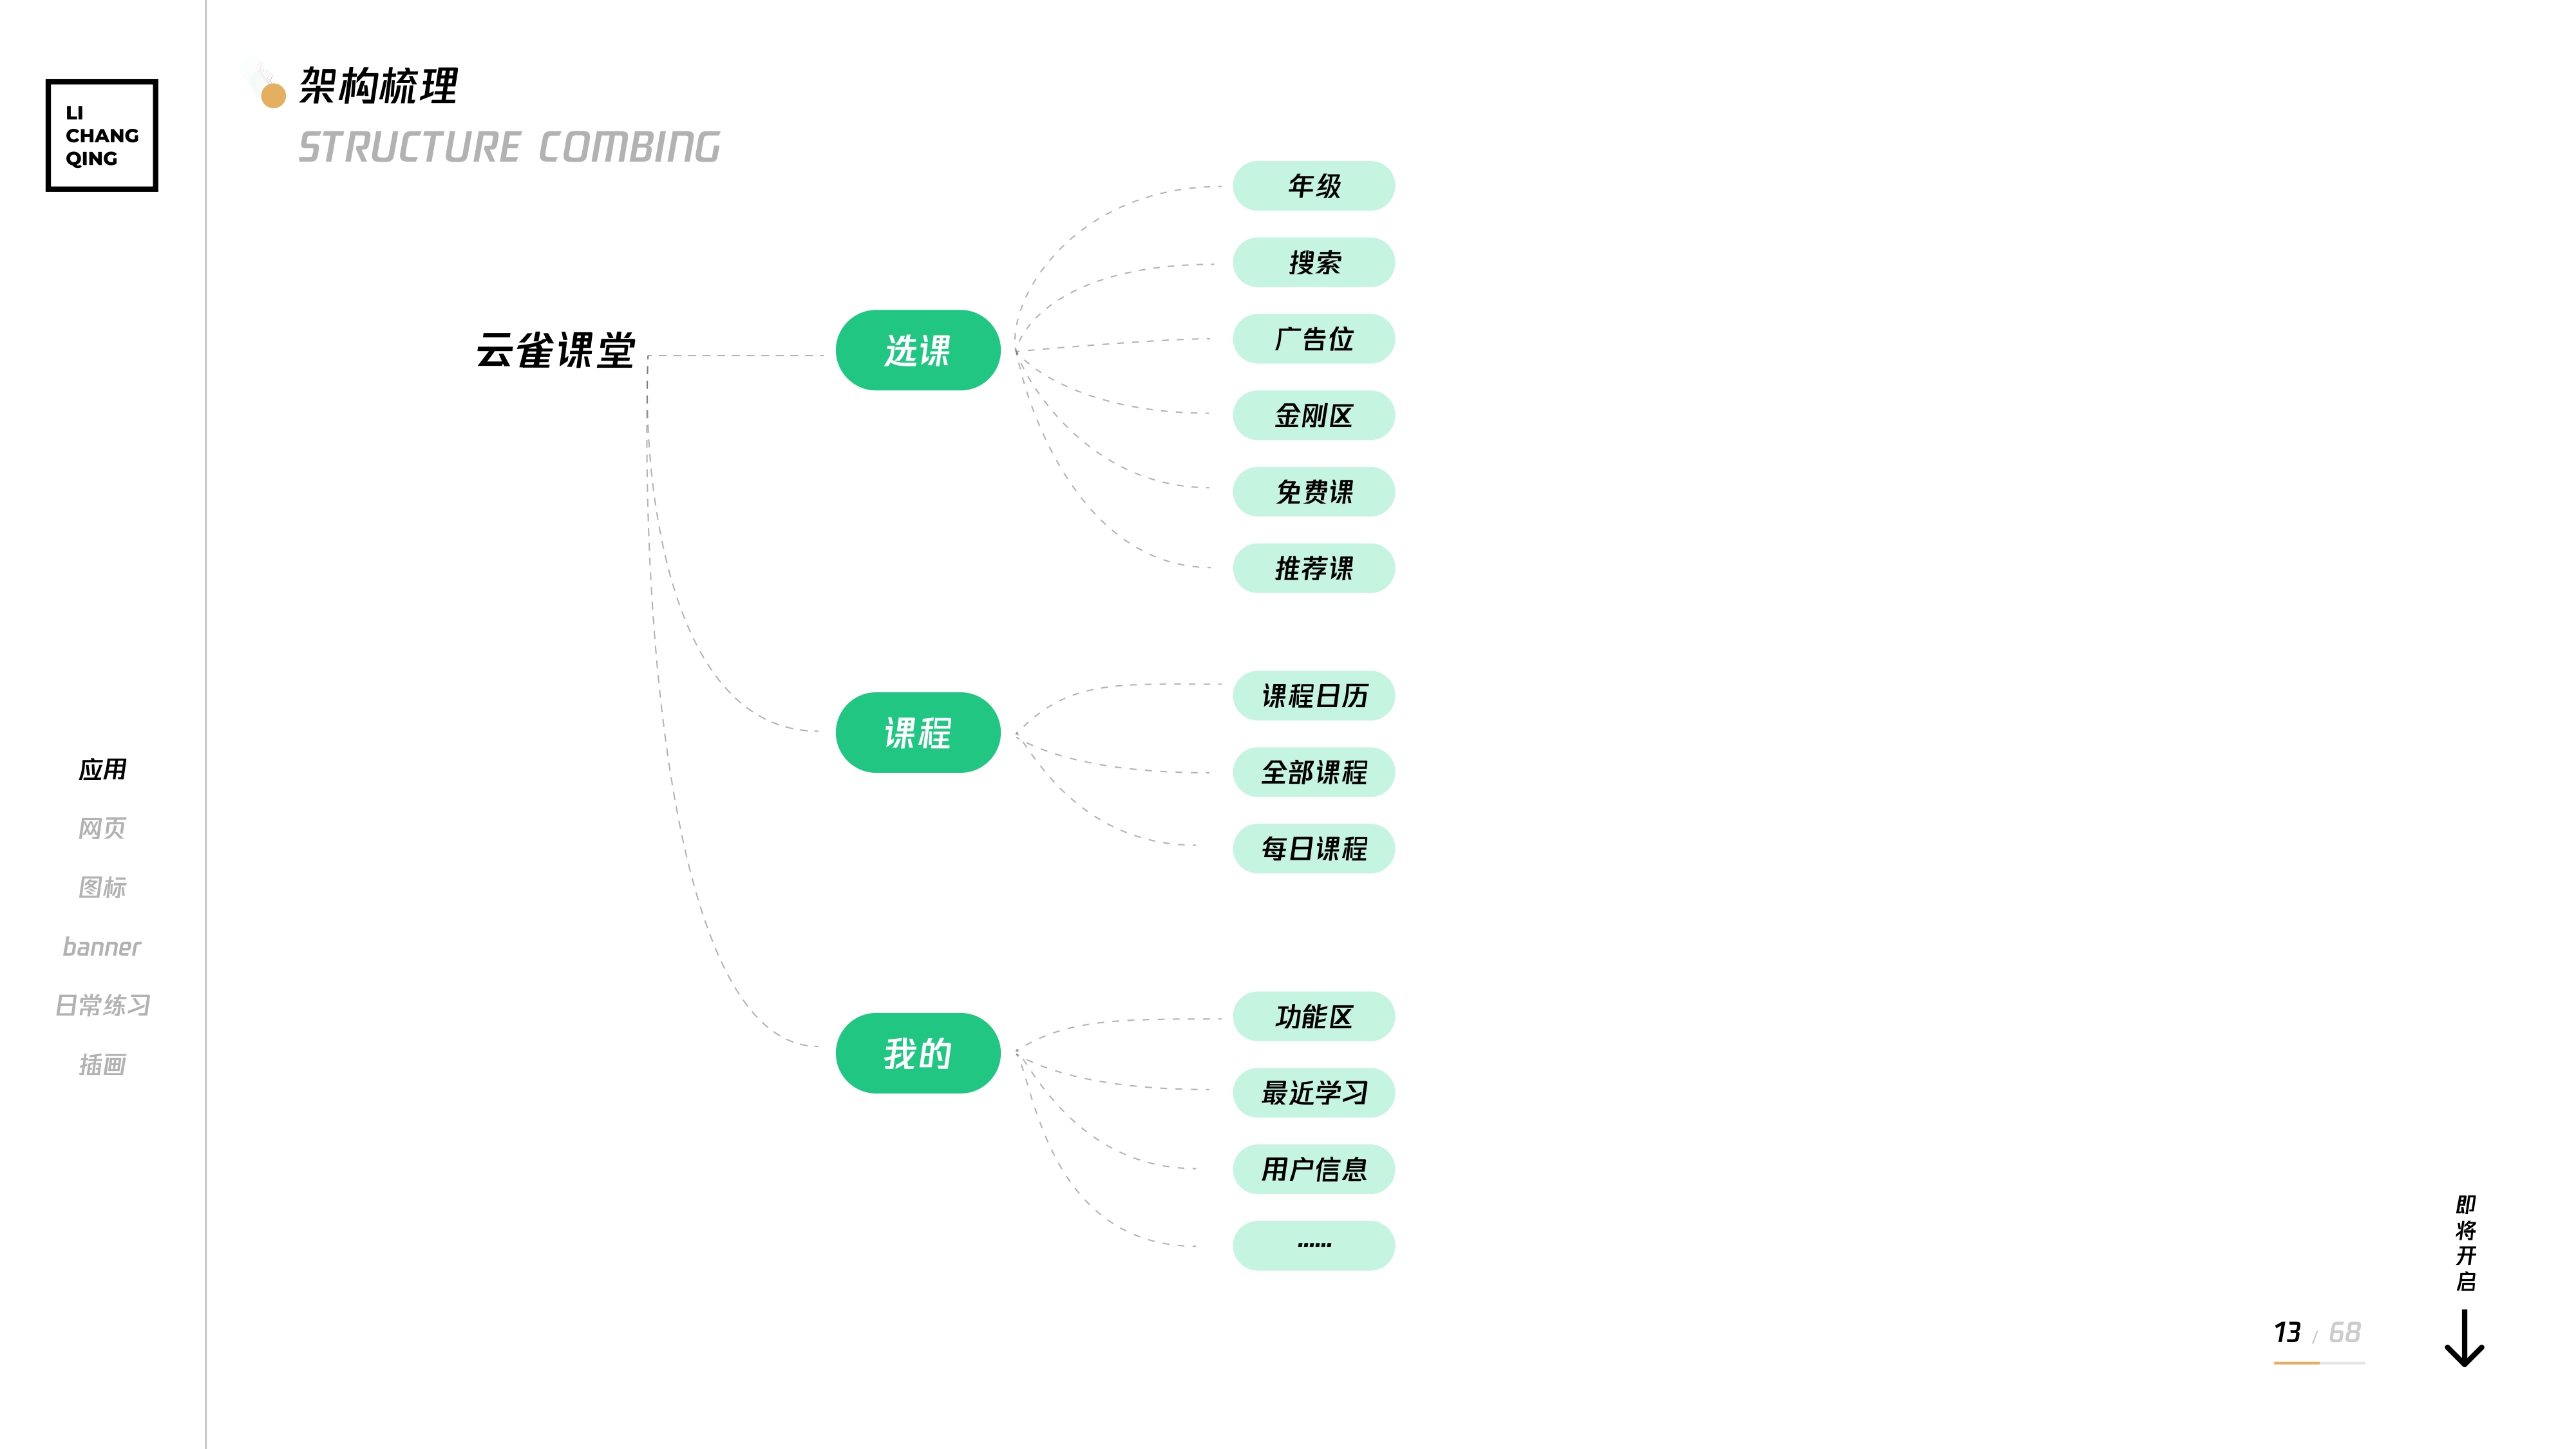 LI
CHANG
QING
应用
网页
图标
banner
日常练习
插画
架构梳理
STRUCTURE COMBING
云雀课堂
选课
年级
搜索
广告位
金刚区
免费课
推荐课
课程
课程日历
全部课程
每日课程
我的
功能区
最近学习
用户信息
······
即将开启
13 / 68